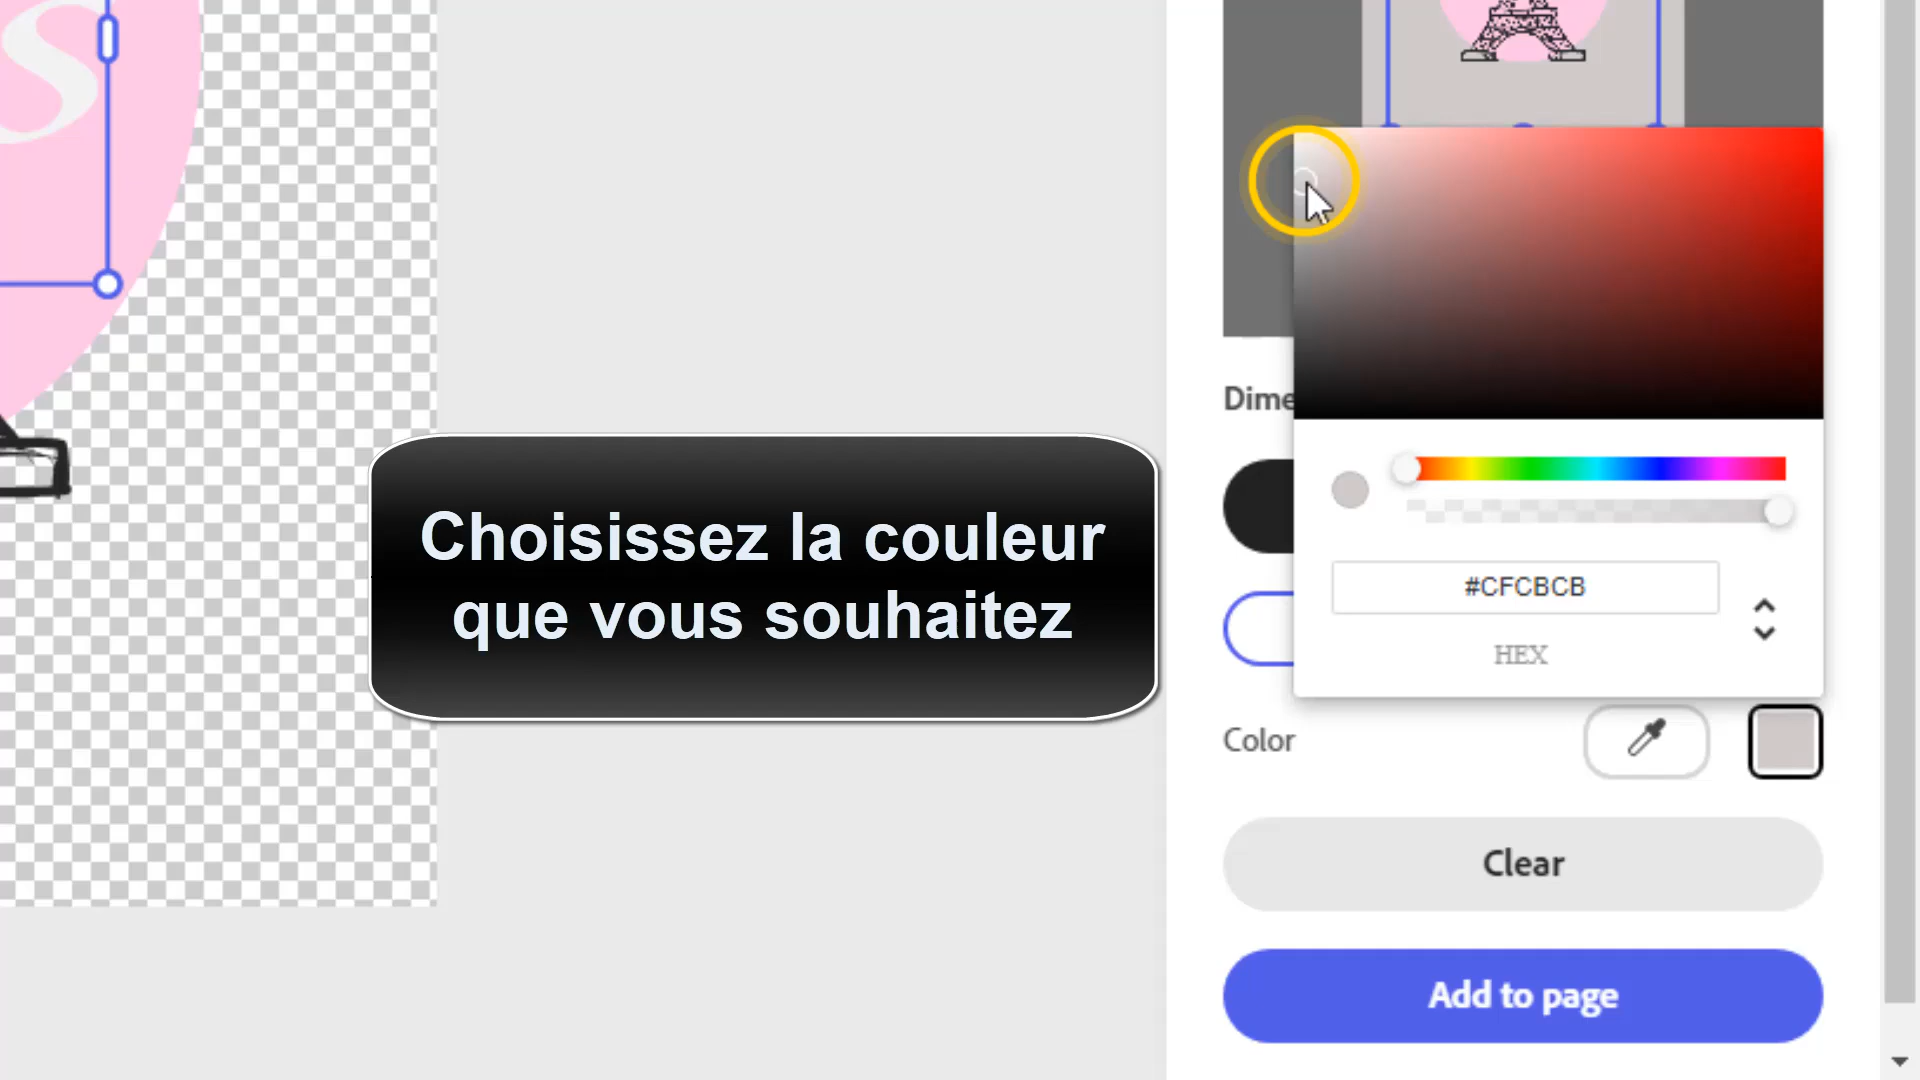 S
Dime
Choisissez la couleur
que vous souhaitez
#CFCBCB
HEX
Color
Clear
Add to page